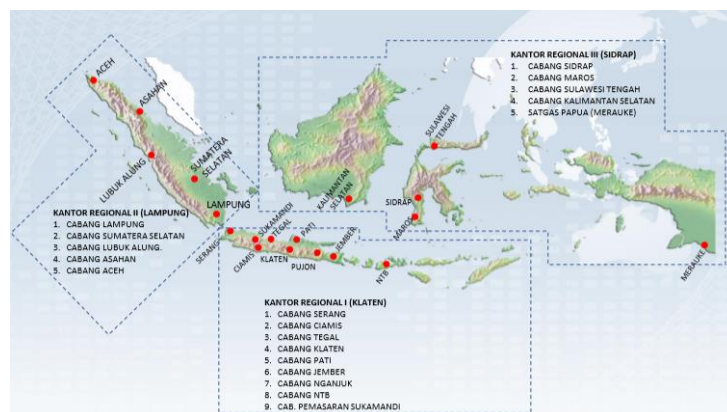 KANTOR REGIONAL III (SIDRAP)
1. CABANG SIDRAP
2. CABANG MAROS
3. CABANG SULAWESI TENGAH
4. CABANG KALIMANTAN SELATAN
5. SATGAS PAPUA (MERAUKE)
ACEH
ASAHAN
LUBUK ALUNG
SUMATERA
SELATAN
LAMPUNG
SULAWESI
TENGAH
KALIMANTAN
SELATAN
SIDRAP
MAROS
MERAUKE
KANTOR REGIONAL II (LAMPUNG)
1. CABANG LAMPUNG
2. CABANG SUMATERA SELATAN
3. CABANG LUBUK ALUNG.
4. CABANG ASAHAN
5. CABANG ACEH
SERANG
SUKAMANDI
TEGAL
PATI
CIAMIS
KLATEN
PUJON
JEMBER
NTB
KANTOR REGIONAL I (KLATEN)
1. CABANG SERANG
2. CABANG CIAMIS
3. CABANG TEGAL
4. CABANG KLATEN
5. CABANG PATI
6. CABANG JEMBER
7. CABANG NGANJUK
8. CABANG NTB
9. CAB. PEMASARAN SUKAMANDI